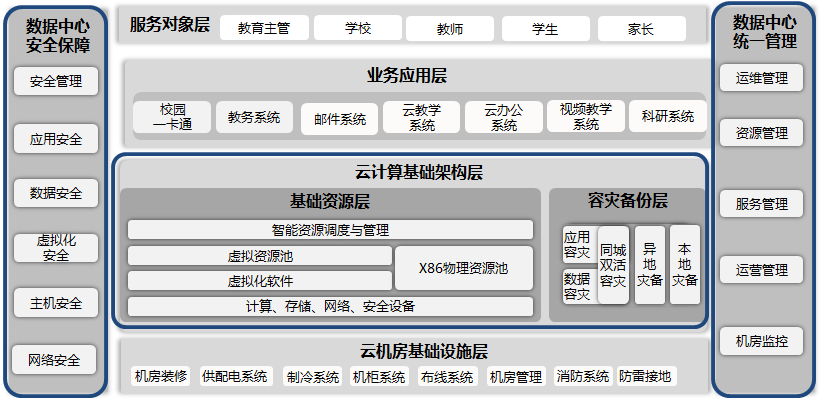 数据中心
安全保障
安全管理
应用安全
数据安全
虚拟化
安全
主机安全
网络安全
服务对象层
教育主管
学校
教师
学生
家长
业务应用层
校园
一卡通
教务系统
邮件系统
云教学
系统
云办公
系统
视频教学
系统
科研系统
云计算基础架构层
基础资源层
智能资源调度与管理
虚拟资源池
虚拟化软件
X86物理资源池
计算、存储、网络、安全设备
容灾备份层
应用
容灾
数据
容灾
同城
双活
容灾
异
地
灾备
本
地
灾备
云机房基础设施层
机房装修
供配电系统
制冷系统
机柜系统
布线系统
机房管理
消防系统
防雷接地
数据中心
统一管理
运维管理
资源管理
服务管理
运营管理
机房监控